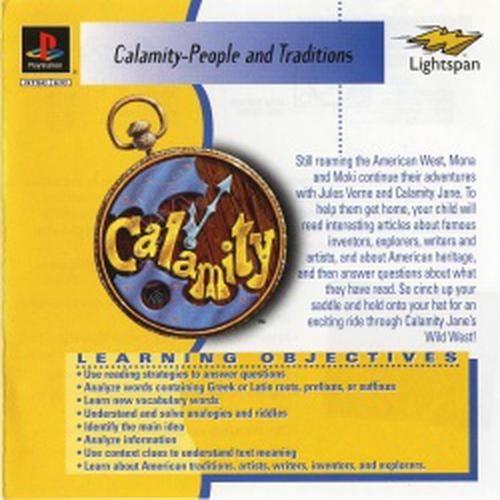 Calamity-People and Traditions
PlayStation
Lightspan
Calamity
Still roaming the American West, Mona
and Moki continue their adventures
with Jules Verne and Calamity Jane. To
help them get home, your child will
read interesting articles about famous
inventors, explorers, writers and
artists, and about American heritage,
and then answer questions about what
they have read. So cinch up your
saddle and hold onto your hat for an
exciting ride through Calamity Jane's
Wild West!
LEARNING OBJECTIVES
• Use reading strategies to answer questions
• Analyze words containing Greek or Latin roots, prefixes, or suffixes
• Learn new vocabulary words
• Understand and solve analogies and riddles
• Identify the main idea
• Analyze information
• Use context clues to understand text meaning
• Learn about American traditions, artists, writers, inventors, and explorers.